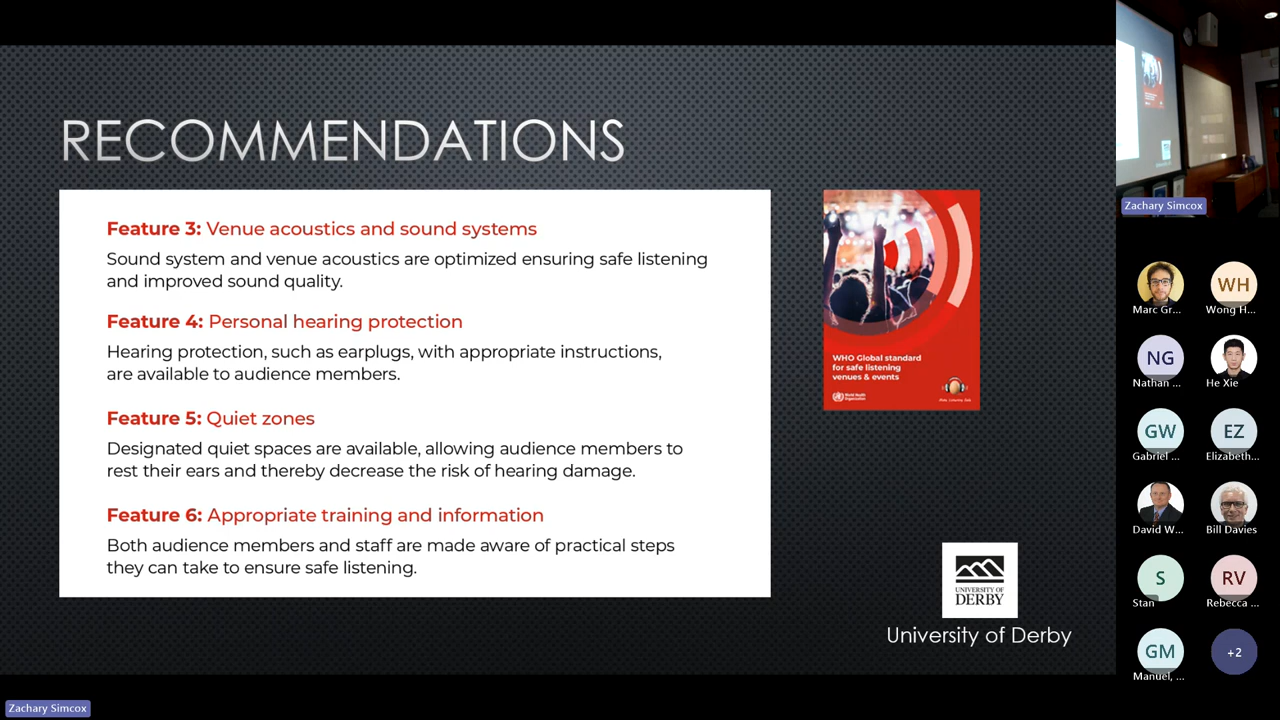 RECOMMENDATIONS
Feature 3: Venue acoustics and sound systems
Sound system and venue acoustics are optimized ensuring safe listening
and improved sound quality.
Feature 4: Personal hearing protection
Hearing protection, such as earplugs, with appropriate instructions,
are available to audience members.
Feature 5: Quiet zones
Designated quiet spaces are available, allowing audience members to
rest their ears and thereby decrease the risk of hearing damage.
Feature 6: Appropriate training and information
Both audience members and staff are made aware of practical steps
they can take to ensure safe listening.
WHO Global standard
for safe listening
venues & events
World Health
Organization
UNIVERSITY OF
DERBY
University of Derby
Zachary Simcox
Zachary Simcox
Marc Gr...
WH
Wong H...
NG
Nathan ...
He Xie
GW
Gabriel ...
EZ
Elizabeth...
David W...
Bill Davies
S
Stan
RV
Rebecca ...
GM
Manuel, ...
+2